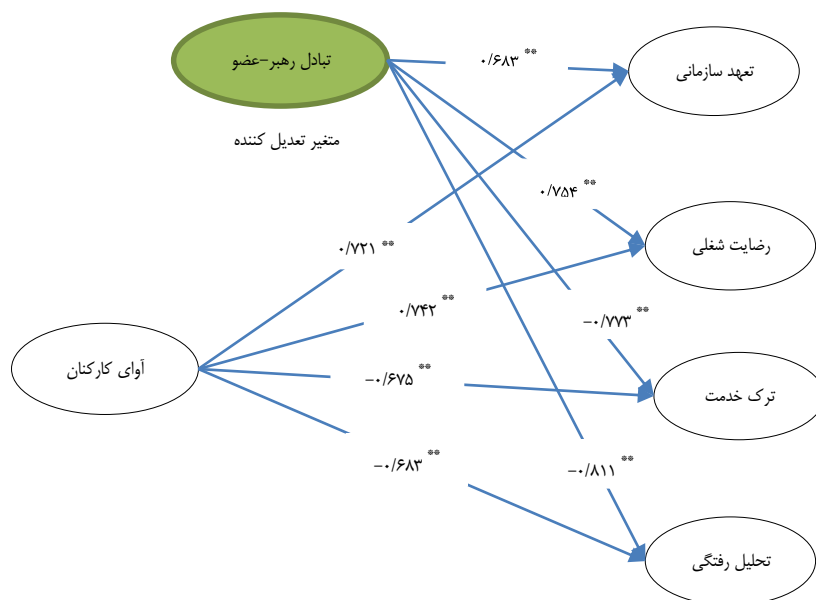 تبادل رهبر-عضو
متغیر تعدیل کننده
۰/۶۸۳ **
تعهد سازمانی
۰/۷۵۴ **
رضایت شغلی
۰/۷۲۱ **
۰/۷۴۲ **
-۰/۷۷۳ **
آوای کارکنان
-۰/۶۷۵ **
ترک خدمت
-۰/۶۸۳ **
-۰/۸۱۱ **
تحلیل رفتگی